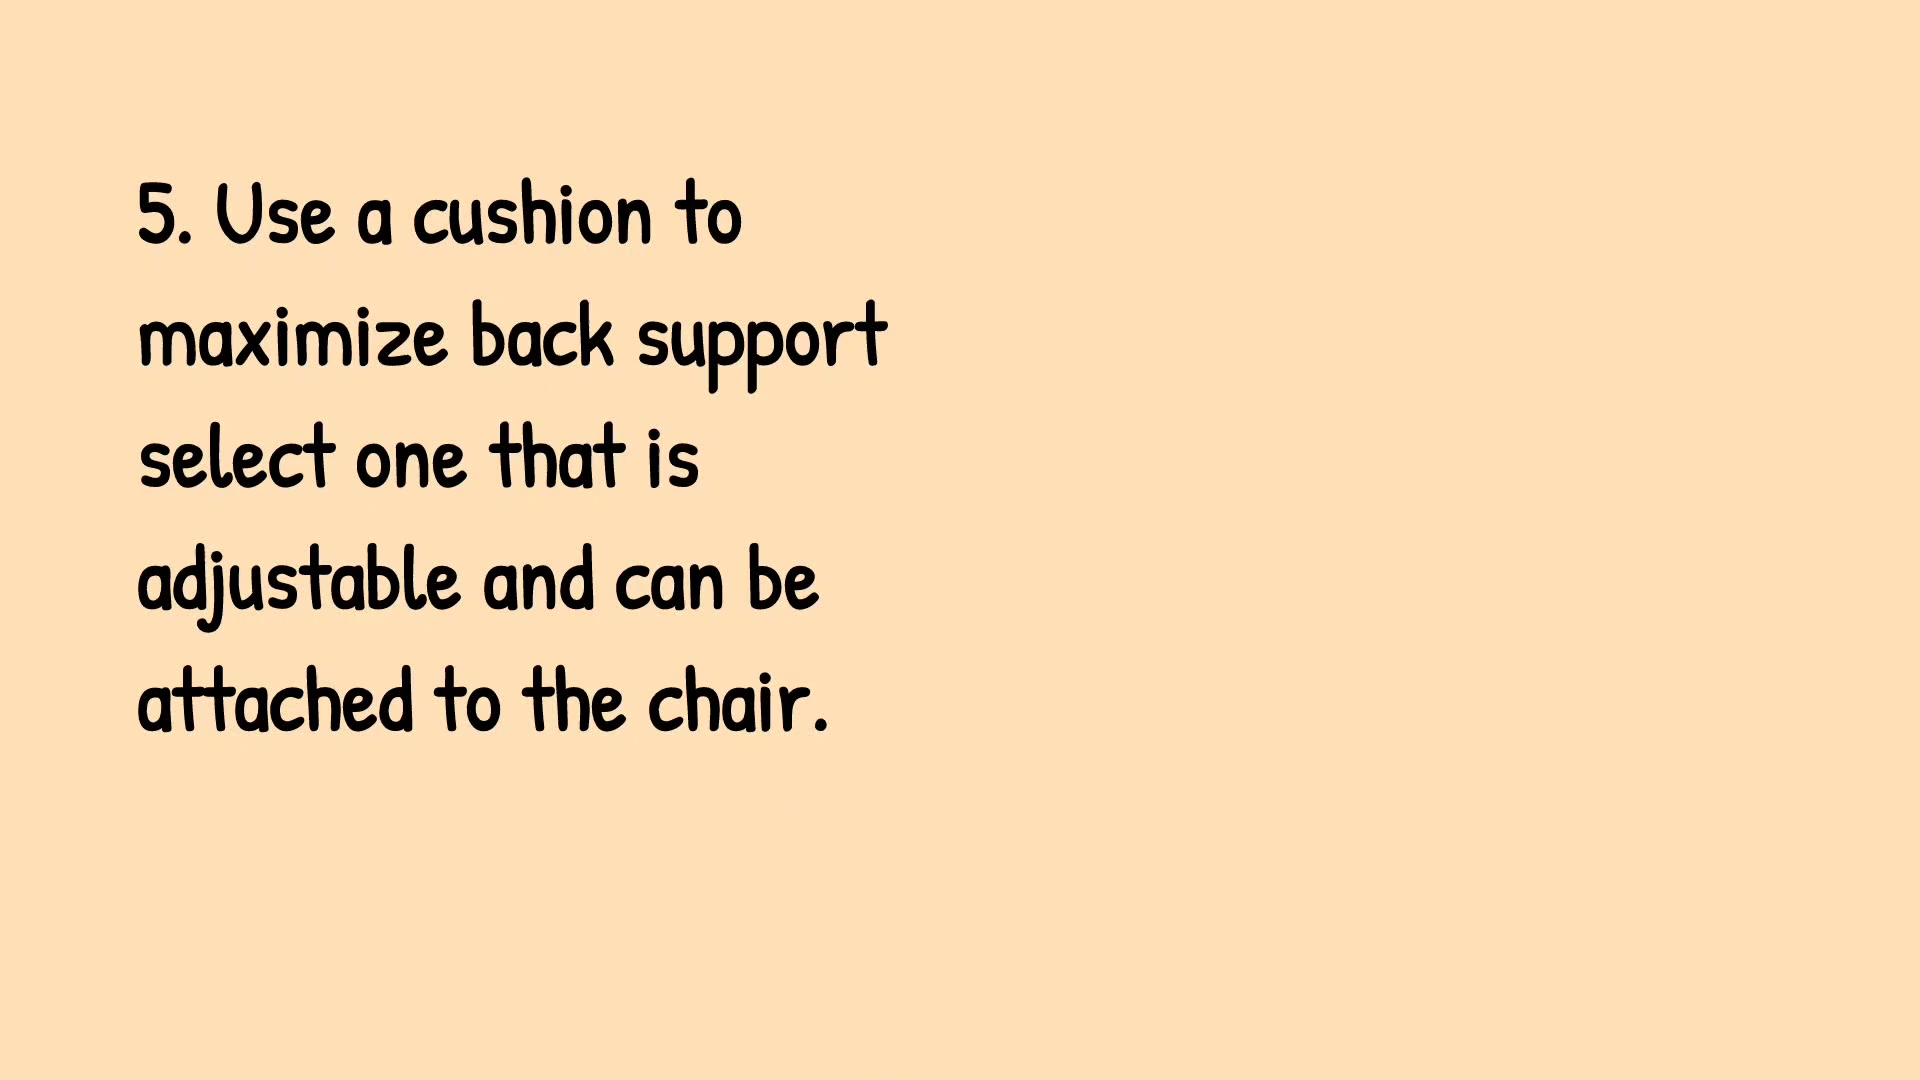 5. Use a cushion to
maximize back support
select one that is
adjustable and can be
attached to the chair.